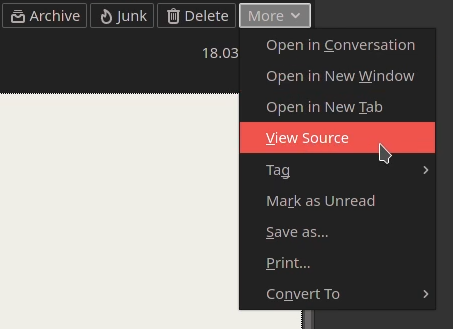 Archive Junk Delete More
18.03
Open in Conversation
Open in New Window
Open in New Tab
View Source
Tag
Mark as Unread
Save as...
Print...
Convert To